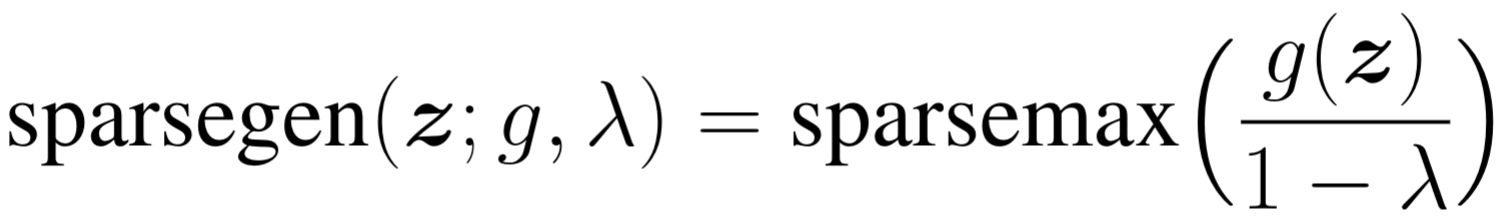 sparsegen(z; g, λ) = sparsemax(g(z) / (1 − λ))